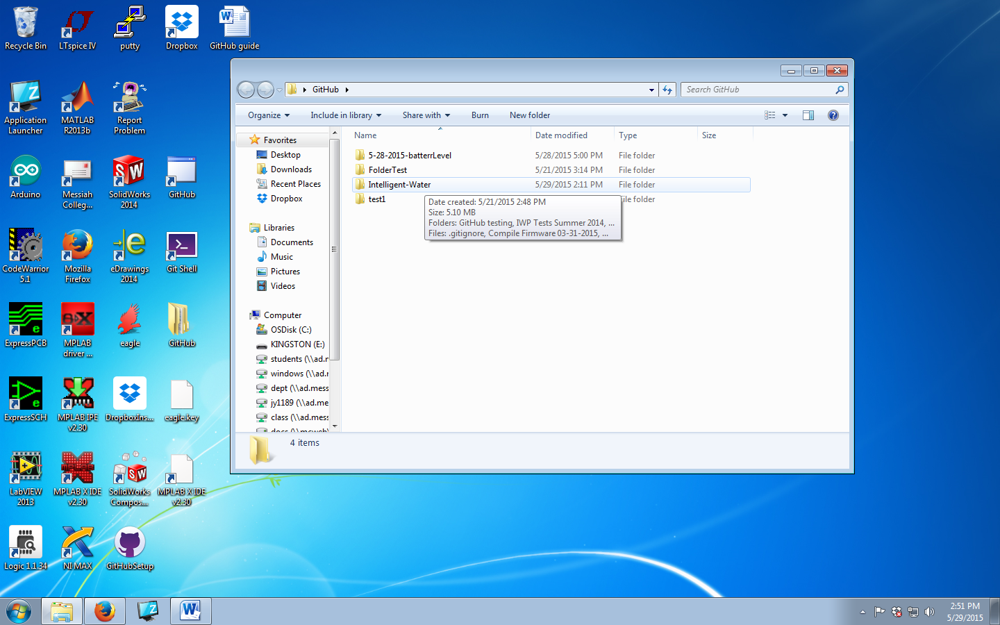 Recycle Bin
LTspice IV
putty
Dropbox
GitHub guide
Application
Launcher
MATLAB
R2013b
Report
Problem
Arduino
Messiah
Colleg...
SolidWorks
2014
GitHub
CodeWarrior
5.1
Mozilla
Firefox
eDrawings
2014
Git Shell
ExpressPCB
MPLAB
driver ...
eagle
GitHub
ExpressSCH
MPLAB IPE
v2.30
DropboxIns...
eagle.key
LabVIEW
2013
MPLAB X IDE
v2.30
SolidWorks
Compos...
MPLAB X IDE
v2.30
Logic 1.1.34
NI MAX
GitHubSetup
GitHub
Search GitHub
Organize
Include in library
Share with
Burn
New folder
Favorites
Desktop
Downloads
Recent Places
Dropbox
Libraries
Documents
Music
Pictures
Videos
Computer
OSDisk (C:)
KINGSTON (E:)
students (\\ad.n
windows (\\ad.r
dept (\\ad.mess
jy1189 (\\ad.me
class (\\ad.mess
Name Date modified Type Size
5-28-2015-batterrLevel 5/28/2015 5:00 PM File folder
FolderTest 5/21/2015 3:14 PM File folder
Intelligent-Water 5/29/2015 2:11 PM File folder
test1 File folder
Date created: 5/21/2015 2:48 PM
Size: 5.10 MB
Folders: GitHub testing, IWP Tests Summer 2014, ...
Files: .gitignore, Compile Firmware 03-31-2015, ...
4 items
2:51 PM
5/29/2015